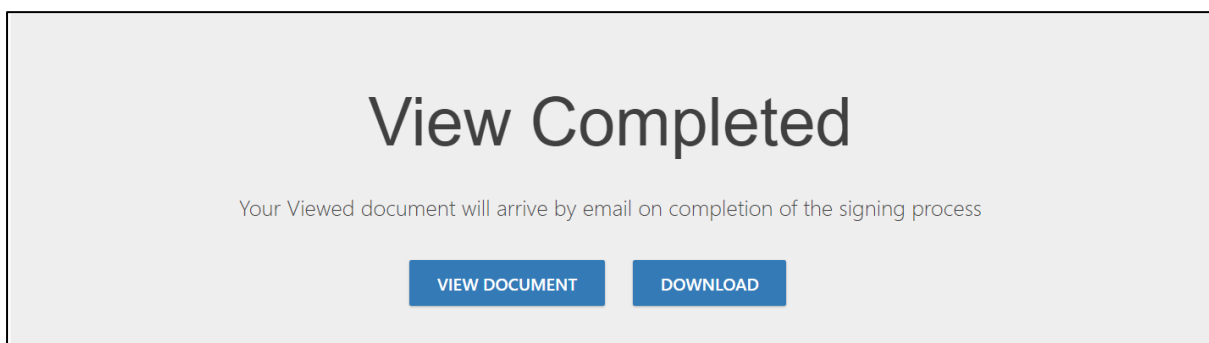 View Completed
Your Viewed document will arrive by email on completion of the signing process
VIEW DOCUMENT DOWNLOAD